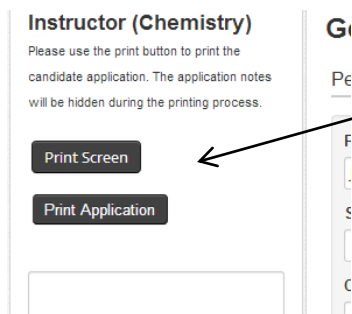 Instructor (Chemistry)
Please use the print button to print the
candidate application. The application notes
will be hidden during the printing process.
Print Screen
Print Application